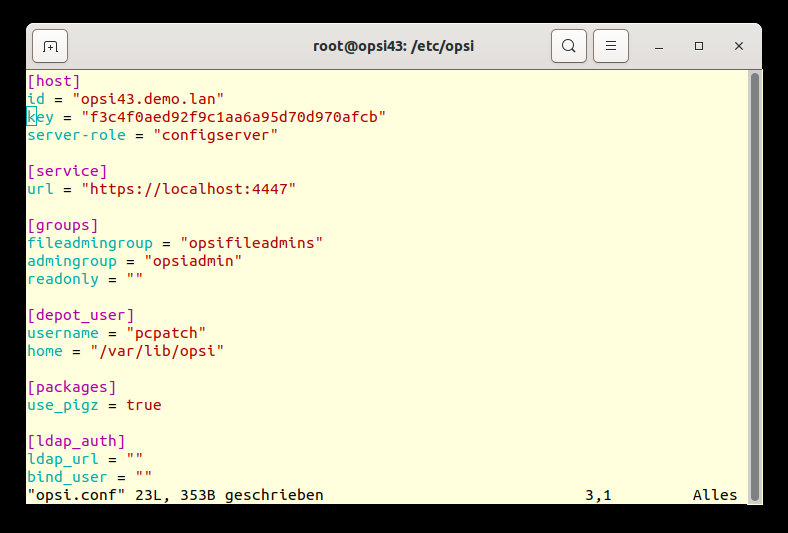 root@opsi43: /etc/opsi
[host]
id = "opsi43.demo.lan"
key = "f3c4f0aed92f9c1aa6a95d70d970afcb"
server-role = "configserver"
[service]
url = "https://localhost:4447"
[groups]
fileadmingroup = "opsifileadmins"
admingroup = "opsiadmin"
readonly = ""
[depot_user]
username = "pcpatch"
home = "/var/lib/opsi"
[packages]
use_pigz = true
[ldap_auth]
ldap_url = ""
bind_user = ""
"opsi.conf" 23L, 353B geschrieben 3,1 Alles